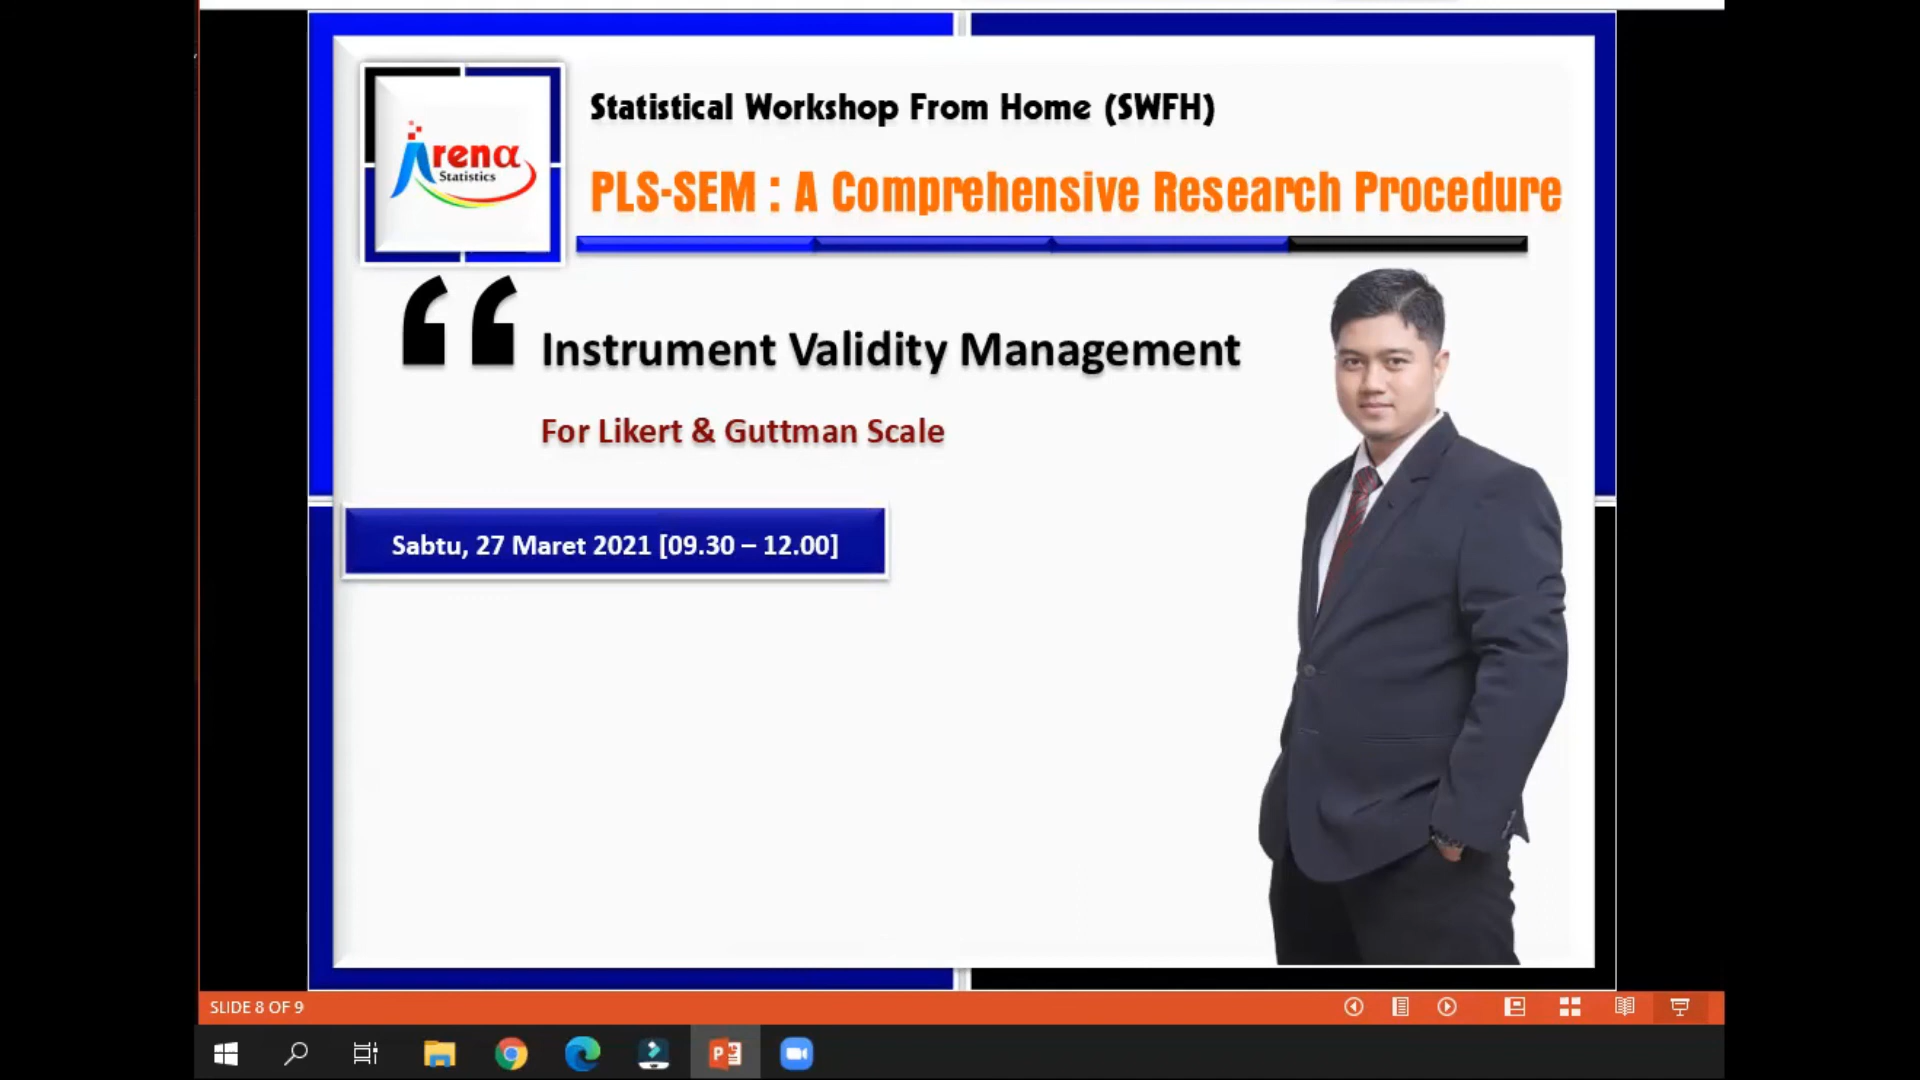 Statistical Workshop From Home (SWFH)
Arenα
Statistics
PLS-SEM : A Comprehensive Research Procedure
“
Instrument Validity Management
For Likert & Guttman Scale
Sabtu, 27 Maret 2021 [09.30 – 12.00]
SLIDE 8 OF 9